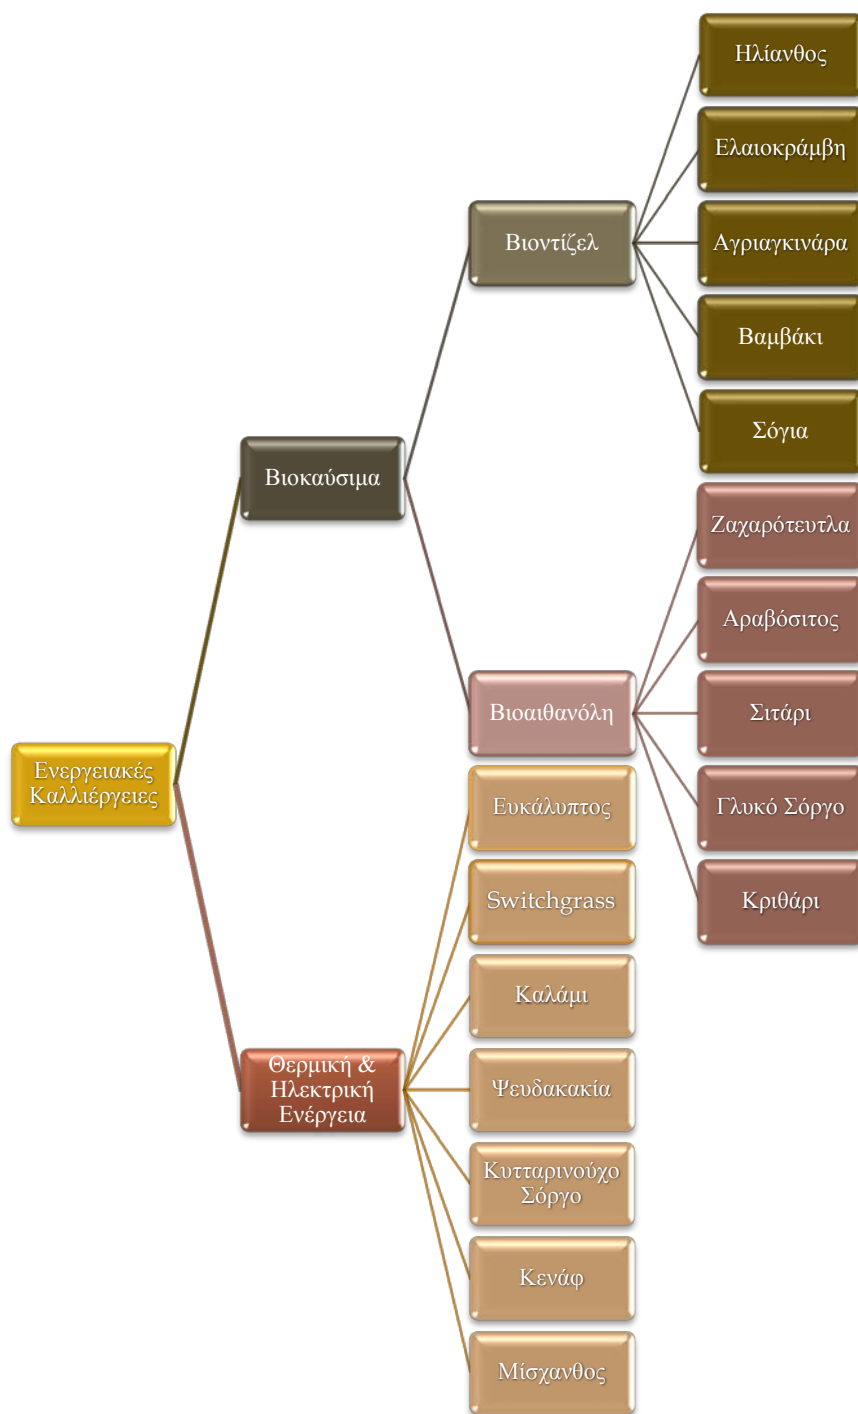 Ενεργειακές
Καλλιέργειες
Βιοκαύσιμα
Βιοντίζελ
Ηλίανθος
Ελαιοκράμβη
Αγριαγκινάρα
Βαμβάκι
Σόγια
Βιοαιθανόλη
Ζαχαρότευτλα
Αραβόσιτος
Σιτάρι
Γλυκό Σόργο
Κριθάρι
Θερμική &
Ηλεκτρική
Ενέργεια
Ευκάλυπτος
Switchgrass
Καλάμι
Ψευδακακία
Κυτταρινούχο
Σόργο
Κενάφ
Μίσχανθος